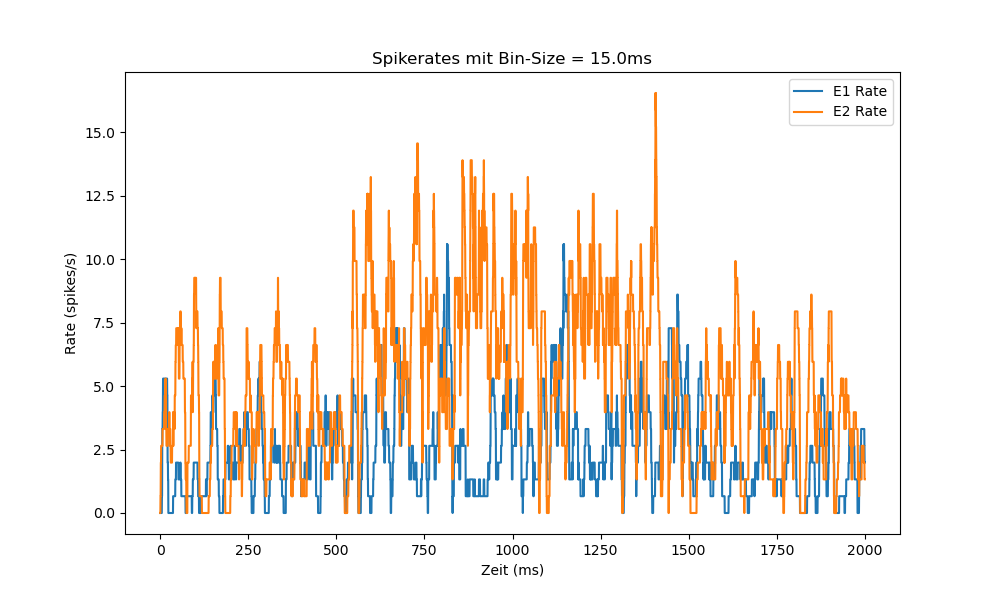 Spikerates mit Bin-Size = 15.0ms
E1 Rate
E2 Rate
15.0
12.5
10.0
7.5
5.0
2.5
0.0
Rate (spikes/s)
0 250 500 750 1000 1250 1500 1750 2000
Zeit (ms)